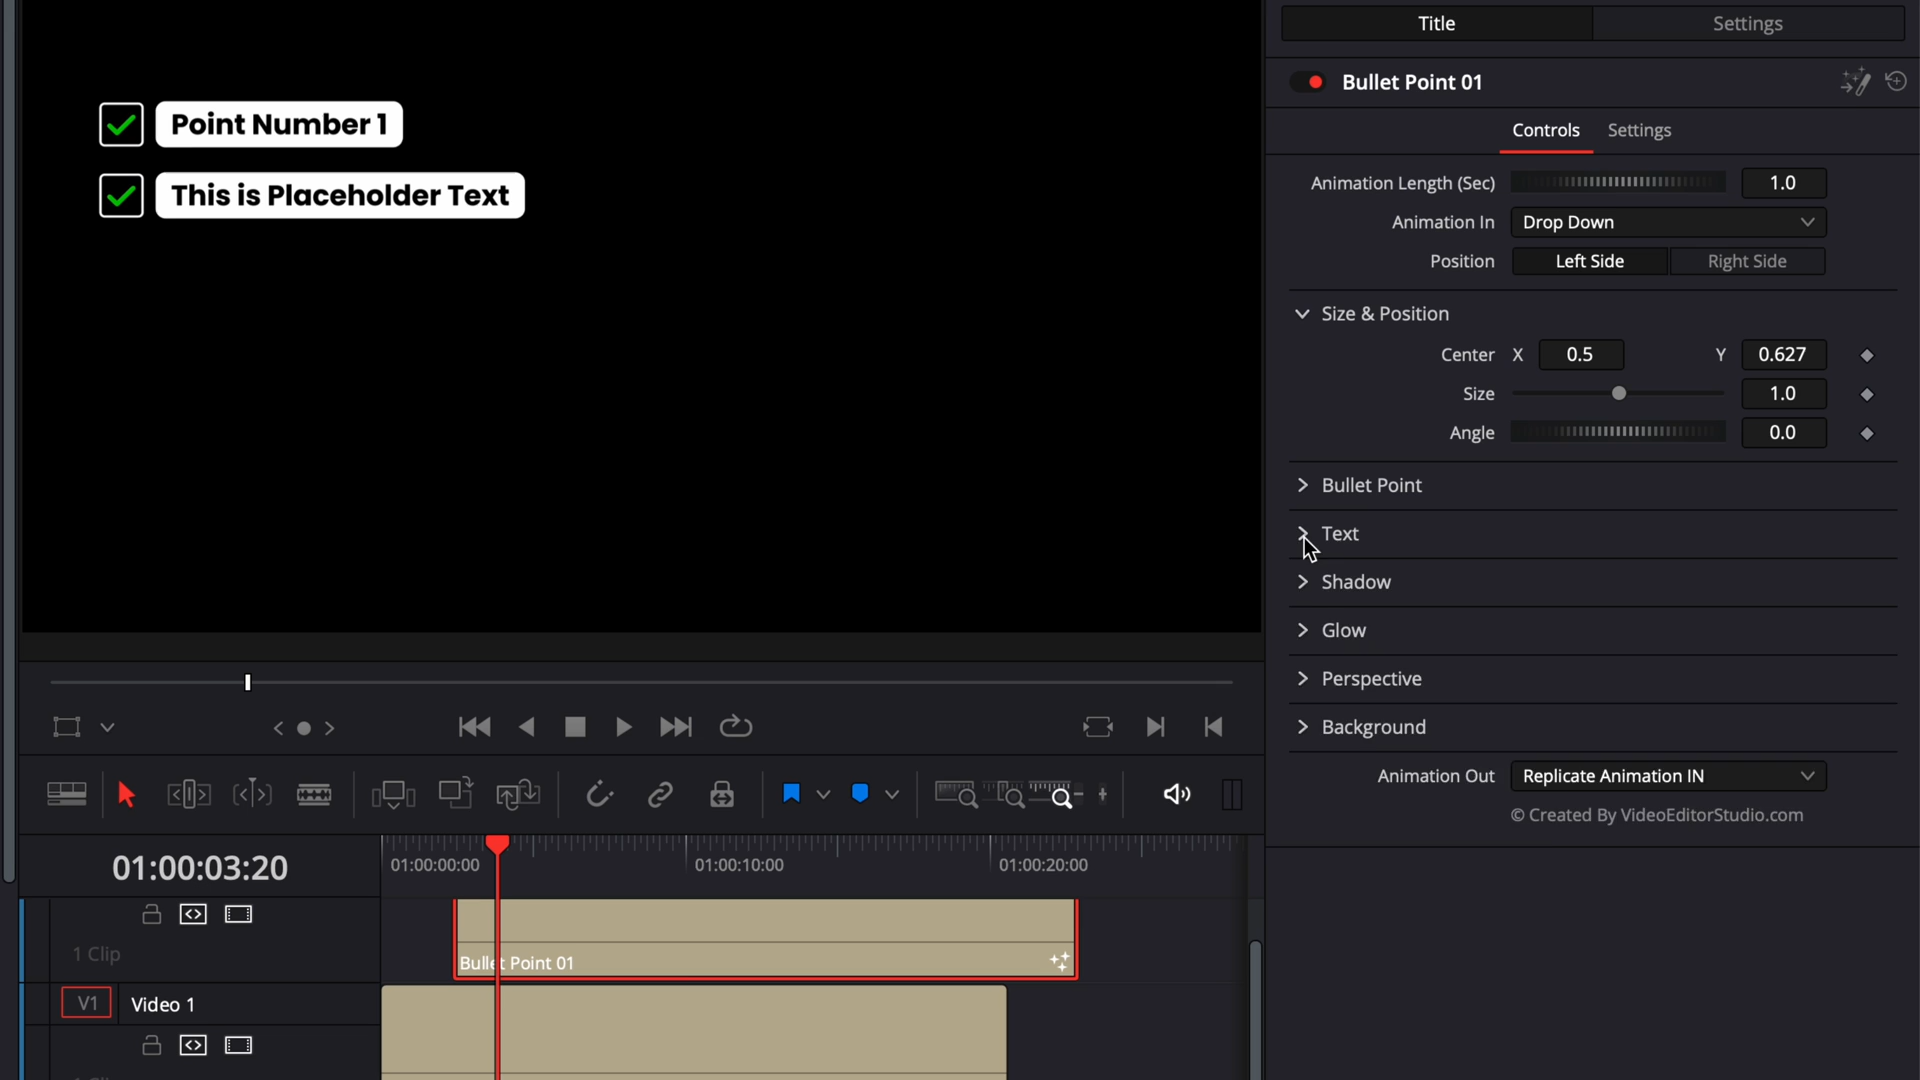 Title
Settings
Bullet Point 01
Controls
Settings
Point Number 1
This is Placeholder Text
Animation Length (Sec)
1.0
Animation In
Drop Down
Position
Left Side
Right Side
Size & Position
Center X 0.5 Y 0.627
Size
1.0
Angle
0.0
Bullet Point
Text
Shadow
Glow
Perspective
Background
Animation Out
Replicate Animation IN
© Created By VideoEditorStudio.com
01:00:03:20
01:00:00:00
01:00:10:00
01:00:20:00
1 Clip
Bullet Point 01
V1
Video 1